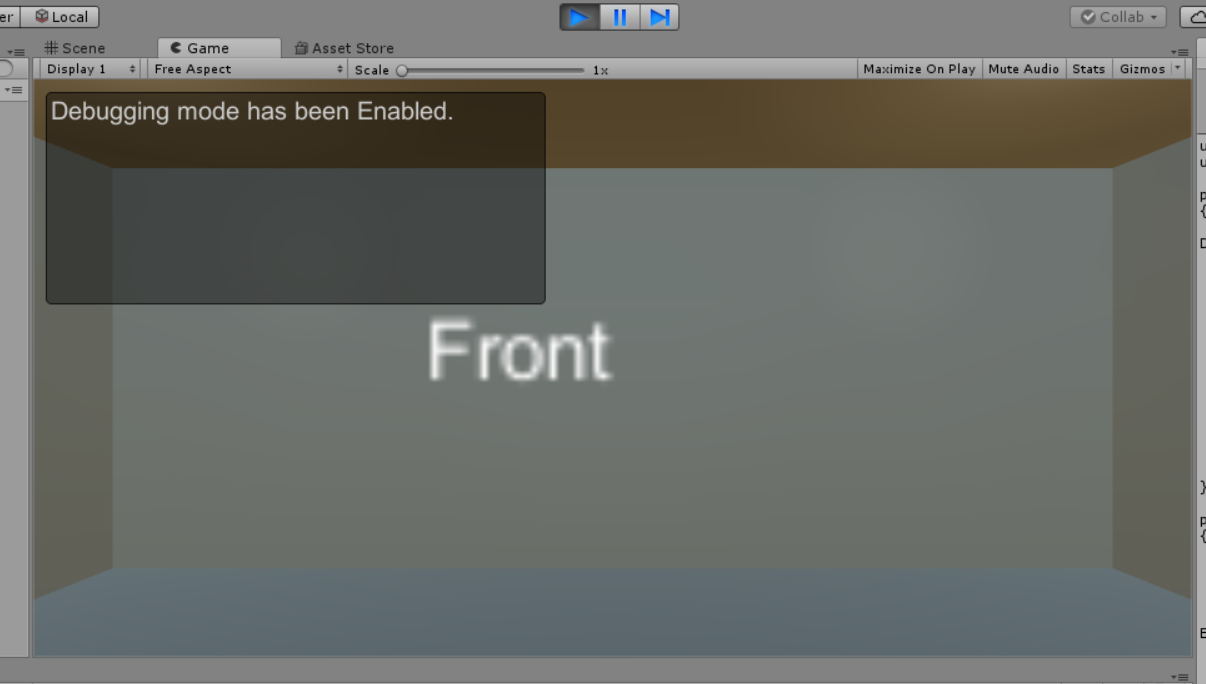 er Local Collab
Scene Game Asset Store
Display 1 Free Aspect Scale 1x Maximize On Play Mute Audio Stats Gizmos
Debugging mode has been Enabled.
Front
u
u
p
{
}
p
{